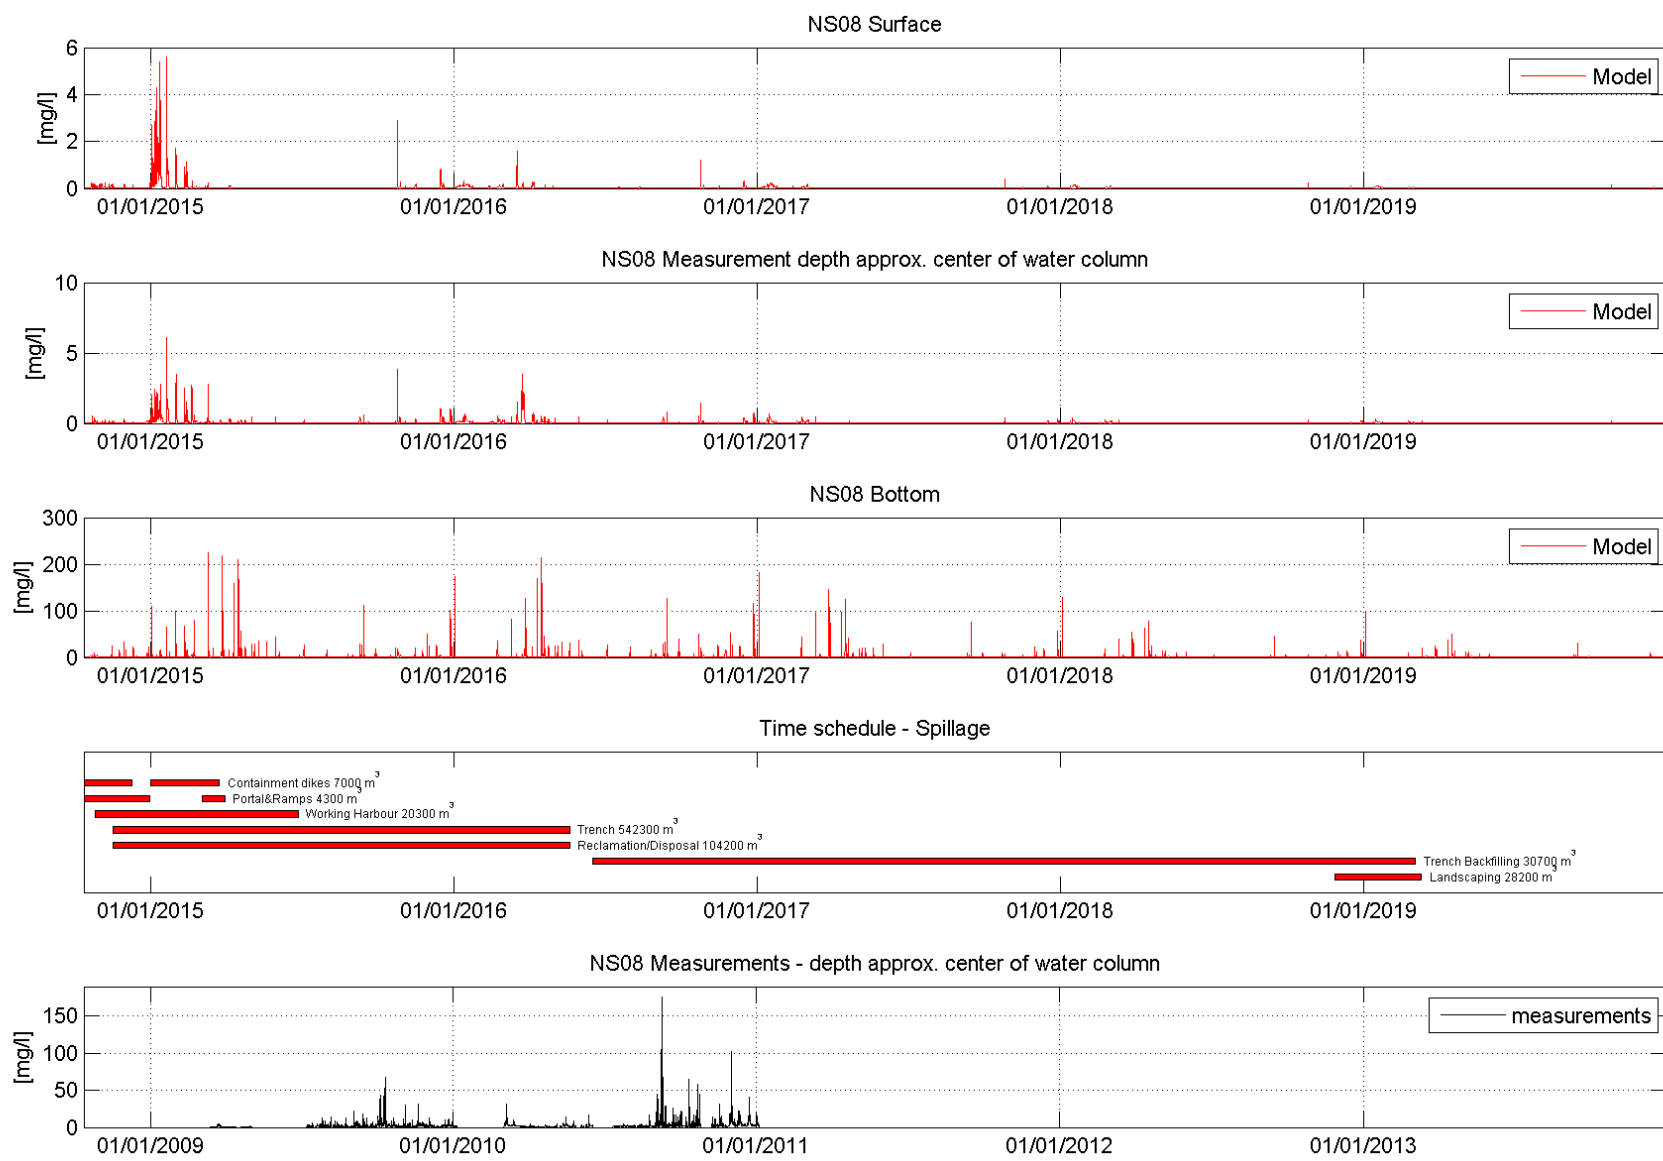 NS08 Surface
6
4
2
0
[mg/l]
Model
01/01/2015 01/01/2016 01/01/2017 01/01/2018 01/01/2019
NS08 Measurement depth approx. center of water column
10
5
0
[mg/l]
Model
01/01/2015 01/01/2016 01/01/2017 01/01/2018 01/01/2019
NS08 Bottom
300
200
100
0
[mg/l]
Model
01/01/2015 01/01/2016 01/01/2017 01/01/2018 01/01/2019
Time schedule - Spillage
Containment dikes 7000 m³
Portal&Ramps 4300 m³
Working Harbour 20300 m³
Trench 542300 m³
Reclamation/Disposal 104200 m³
Trench Backfilling 30700 m³
Landscaping 28200 m³
01/01/2015 01/01/2016 01/01/2017 01/01/2018 01/01/2019
NS08 Measurements - depth approx. center of water column
150
100
50
0
[mg/l]
measurements
01/01/2009 01/01/2010 01/01/2011 01/01/2012 01/01/2013